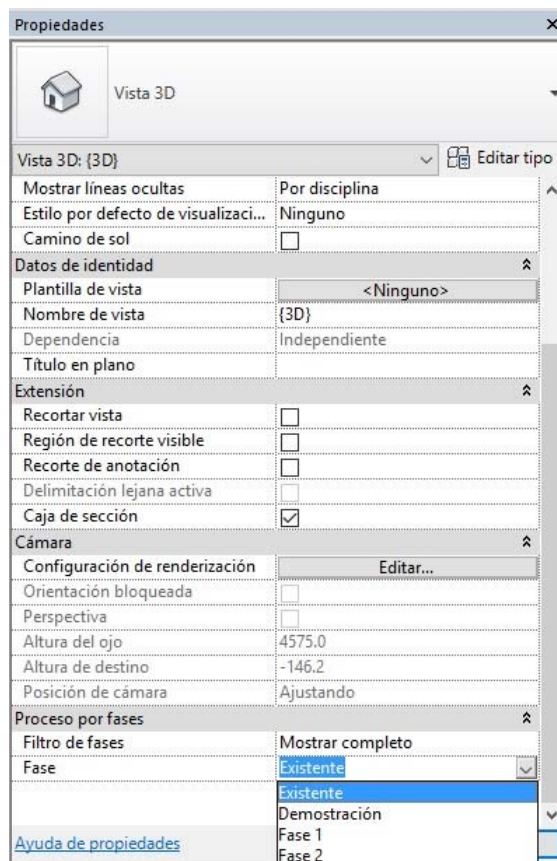 Propiedades
Vista 3D
Vista 3D: {3D} Editar tipo
Mostrar líneas ocultas Por disciplina
Estilo por defecto de visualizaci... Ninguno
Camino de sol
Datos de identidad
Plantilla de vista <Ninguno>
Nombre de vista {3D}
Dependencia Independiente
Título en plano
Extensión
Recortar vista
Región de recorte visible
Recorte de anotación
Delimitación lejana activa
Caja de sección
Cámara
Configuración de renderización Editar...
Orientación bloqueada
Perspectiva
Altura del ojo 4575.0
Altura de destino -146.2
Posición de cámara Ajustando
Proceso por fases
Filtro de fases Mostrar completo
Fase Existente
Existente
Demostración
Ayuda de propiedades Fase 1
Fase 2